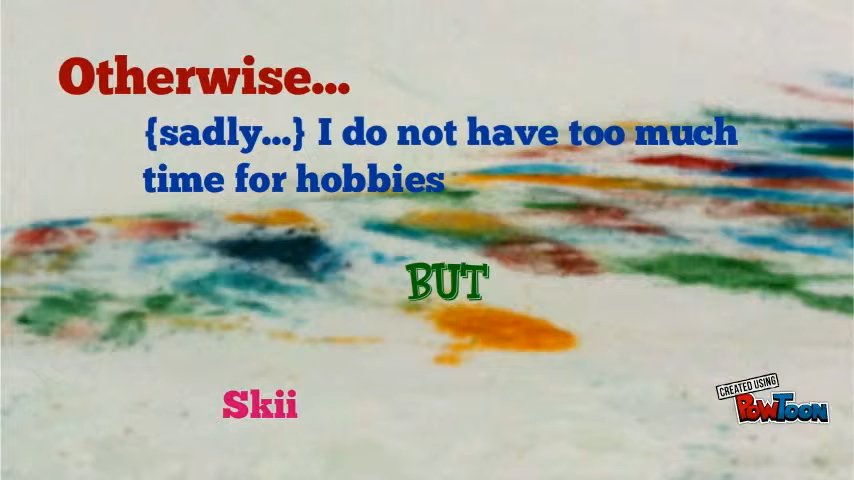 Otherwise...
{sadly...} I do not have too much
time for hobbies
BUT
Skii
CREATED USING
POWTOON